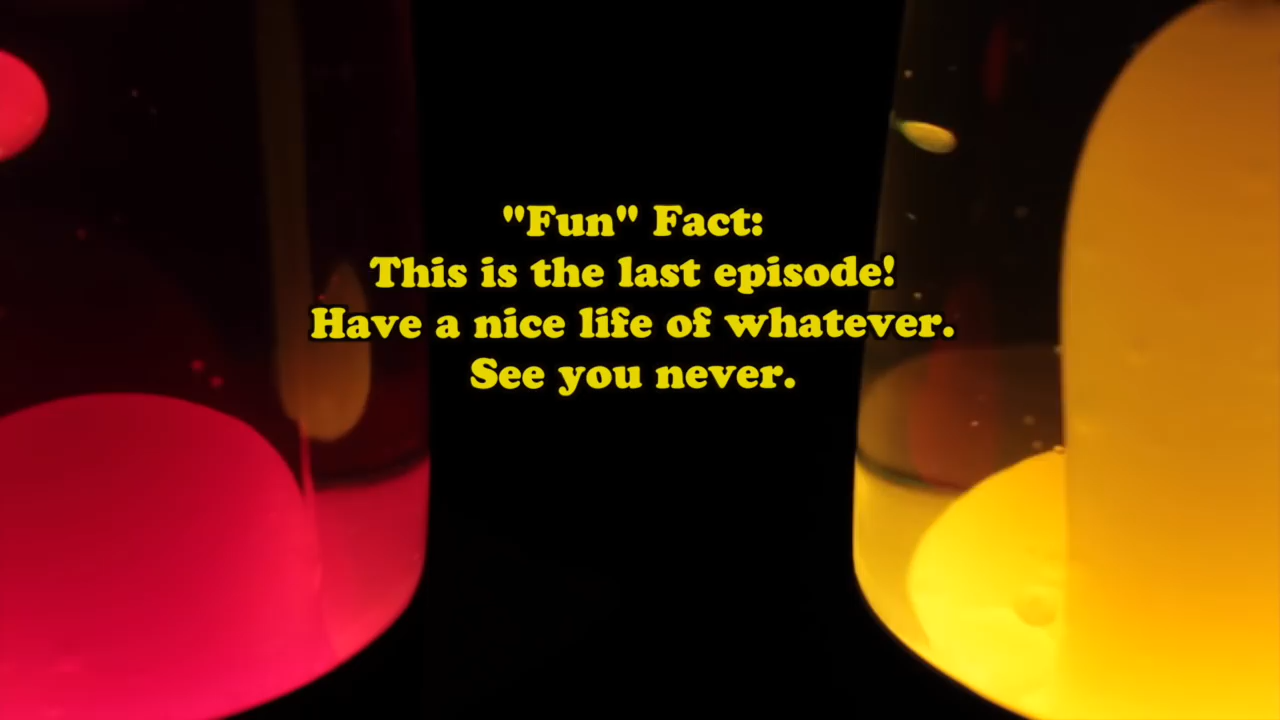 "Fun" Fact:
This is the last episode!
Have a nice life of whatever.
See you never.